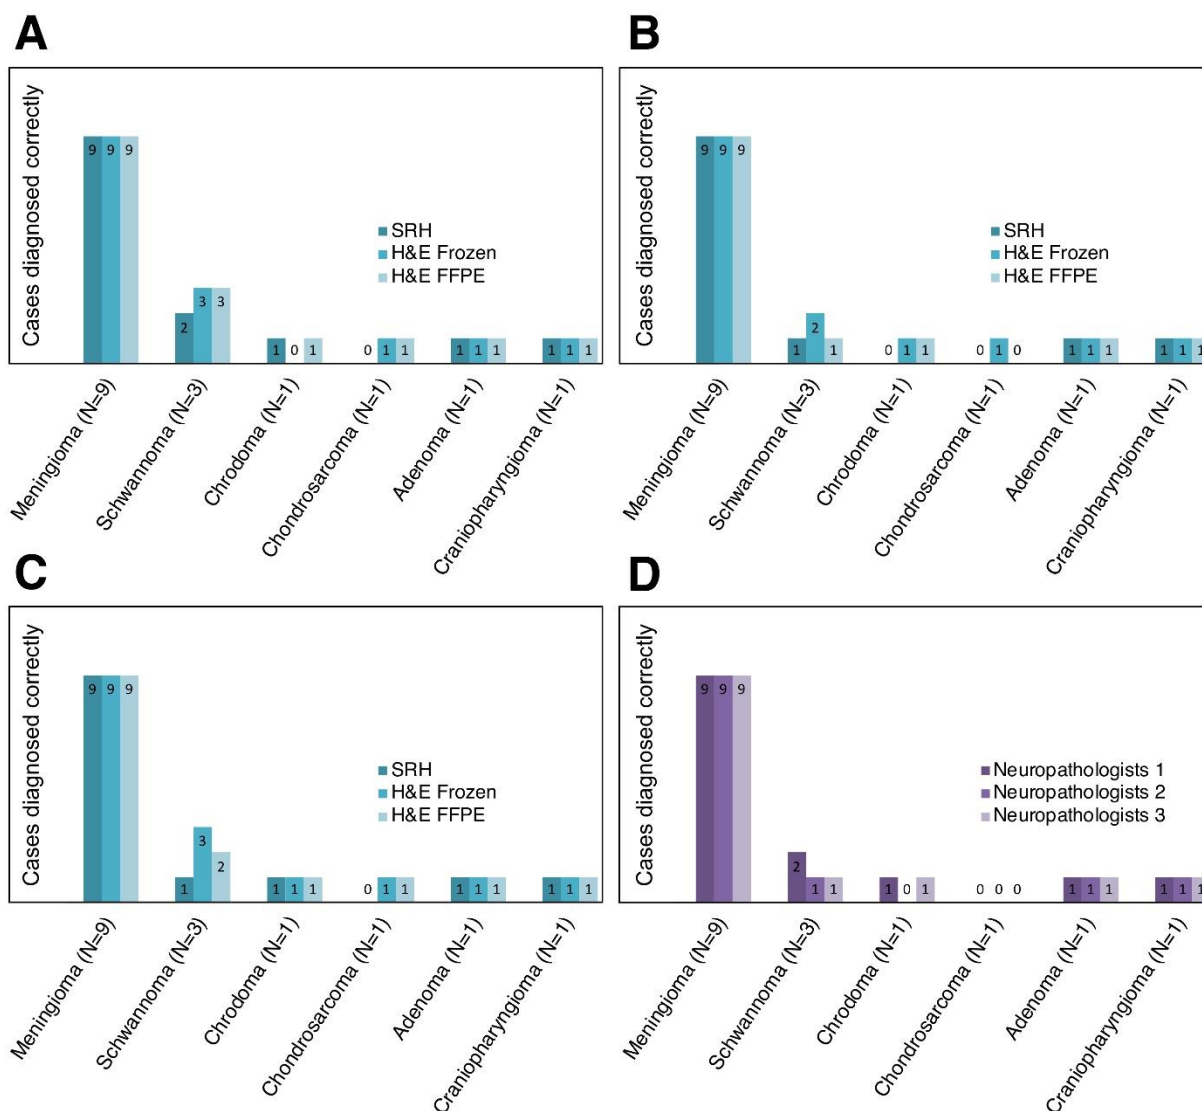 A
Cases diagnosed correctly
9 9 9
2 3 3
1 0 1
0 1 1
1 1 1
1 1 1
SRH
H&E Frozen
H&E FFPE
Meningioma (N=9)
Schwannoma (N=3)
Chrodoma (N=1)
Chondrosarcoma (N=1)
Adenoma (N=1)
Craniopharyngioma (N=1)
B
Cases diagnosed correctly
9 9 9
1 2 1
0 1 1
0 1 0
1 1 1
1 1 1
SRH
H&E Frozen
H&E FFPE
Meningioma (N=9)
Schwannoma (N=3)
Chrodoma (N=1)
Chondrosarcoma (N=1)
Adenoma (N=1)
Craniopharyngioma (N=1)
C
Cases diagnosed correctly
9 9 9
1 3 2
1 1 1
0 1 1
1 1 1
1 1 1
SRH
H&E Frozen
H&E FFPE
Meningioma (N=9)
Schwannoma (N=3)
Chrodoma (N=1)
Chondrosarcoma (N=1)
Adenoma (N=1)
Craniopharyngioma (N=1)
D
Cases diagnosed correctly
9 9 9
2 1 1
1 0 1
0 0 0
1 1 1
1 1 1
Neuropathologists 1
Neuropathologists 2
Neuropathologists 3
Meningioma (N=9)
Schwannoma (N=3)
Chrodoma (N=1)
Chondrosarcoma (N=1)
Adenoma (N=1)
Craniopharyngioma (N=1)